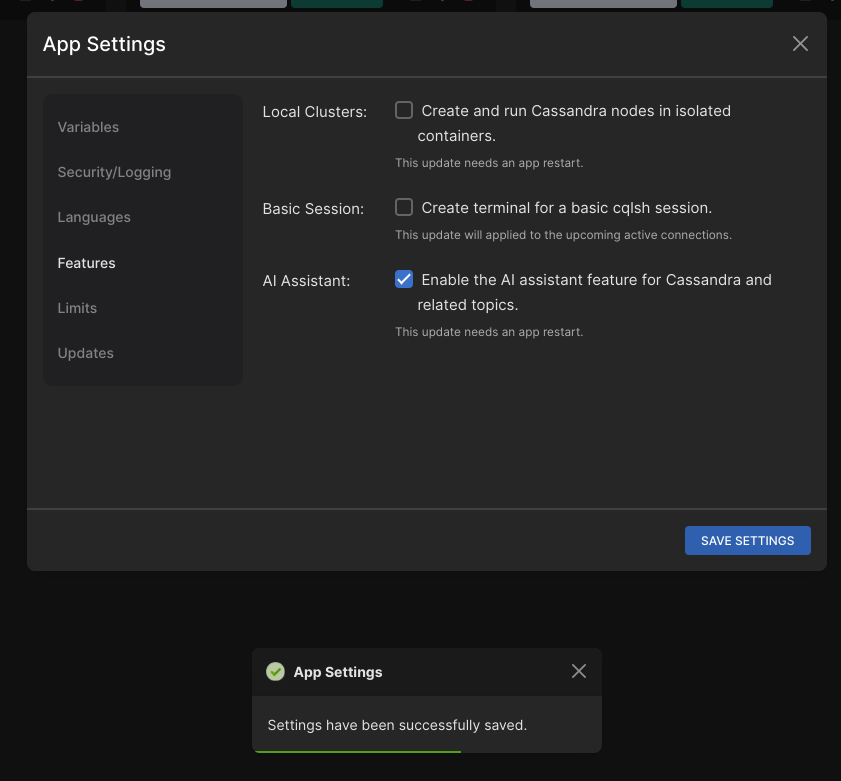 App Settings
Variables
Security/Logging
Languages
Features
Limits
Updates
Local Clusters:
Create and run Cassandra nodes in isolated
containers.
This update needs an app restart.
Basic Session:
Create terminal for a basic cqlsh session.
This update will applied to the upcoming active connections.
AI Assistant:
Enable the AI assistant feature for Cassandra and
related topics.
This update needs an app restart.
SAVE SETTINGS
App Settings
Settings have been successfully saved.